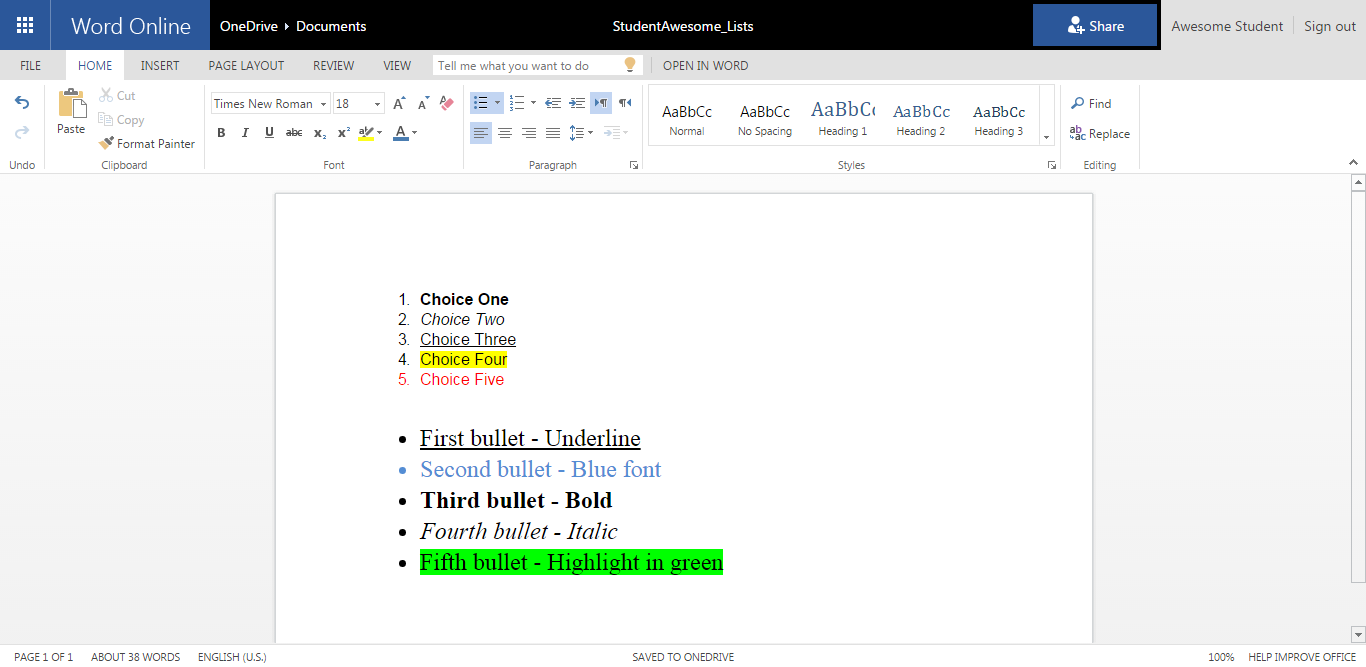 Word Online OneDrive Documents StudentAwesome_Lists Share Awesome Student Sign out
FILE HOME INSERT PAGE LAYOUT REVIEW VIEW Tell me what you want to do OPEN IN WORD
Paste Cut Copy Format Painter
Times New Roman 18
B I U abc x₂ x² ab A
AaBbCc AaBbCc AaBbCc AaBbCc AaBbCc
Normal No Spacing Heading 1 Heading 2 Heading 3
Find
Replace
Undo Clipboard Font Paragraph Styles Editing
1. Choice One
2. Choice Two
3. Choice Three
4. Choice Four
5. Choice Five
• First bullet - Underline
• Second bullet - Blue font
• Third bullet - Bold
• Fourth bullet - Italic
• Fifth bullet - Highlight in green
PAGE 1 OF 1 ABOUT 38 WORDS ENGLISH (U.S.) SAVED TO ONEDRIVE 100% HELP IMPROVE OFFICE